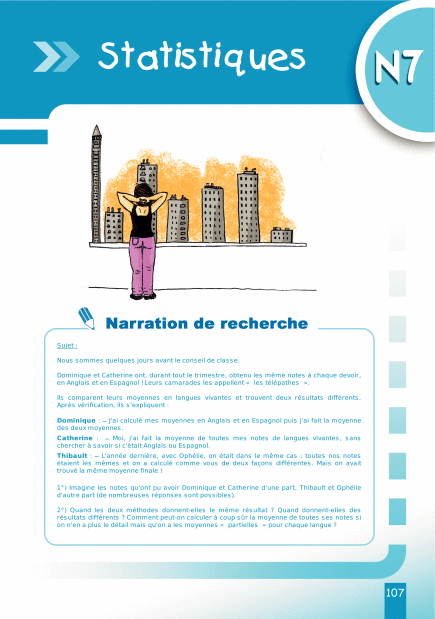 Statistiques
N7
Narration de recherche
Sujet :
Nous sommes quelques jours avant le conseil de classe.
Dominique et Catherine ont, durant tout le trimestre, obtenu les même notes à chaque devoir,
en Anglais et en Espagnol ! Leurs camarades les appellent « les télépathes ».
Ils comparent leurs moyennes en langues vivantes et trouvent deux résultats différents.
Après vérification, ils s'expliquent :
Dominique : – J'ai calculé mes moyennes en Anglais et en Espagnol puis j'ai fait la moyenne
des deux moyennes.
Catherine : – Moi, j'ai fait la moyenne de toutes mes notes de langues vivantes, sans
chercher à savoir si c'était Anglais ou Espagnol.
Thibault : – L'année dernière, avec Ophélie, on était dans le même cas : toutes nos notes
étaient les mêmes et on a calculé comme vous de deux façons différentes. Mais on avait
trouvé la même moyenne finale !
1°) Imagine les notes qu'ont pu avoir Dominique et Catherine d'une part, Thibault et Ophélie
d'autre part (de nombreuses réponses sont possibles).
2°) Quand les deux méthodes donnent-elles le même résultat ? Quand donnent-elles des
résultats différents ? Comment peut-on calculer à coup sûr la moyenne de toutes ses notes si
on n'en a plus le détail mais qu'on a les moyennes « partielles » pour chaque langue ?
107